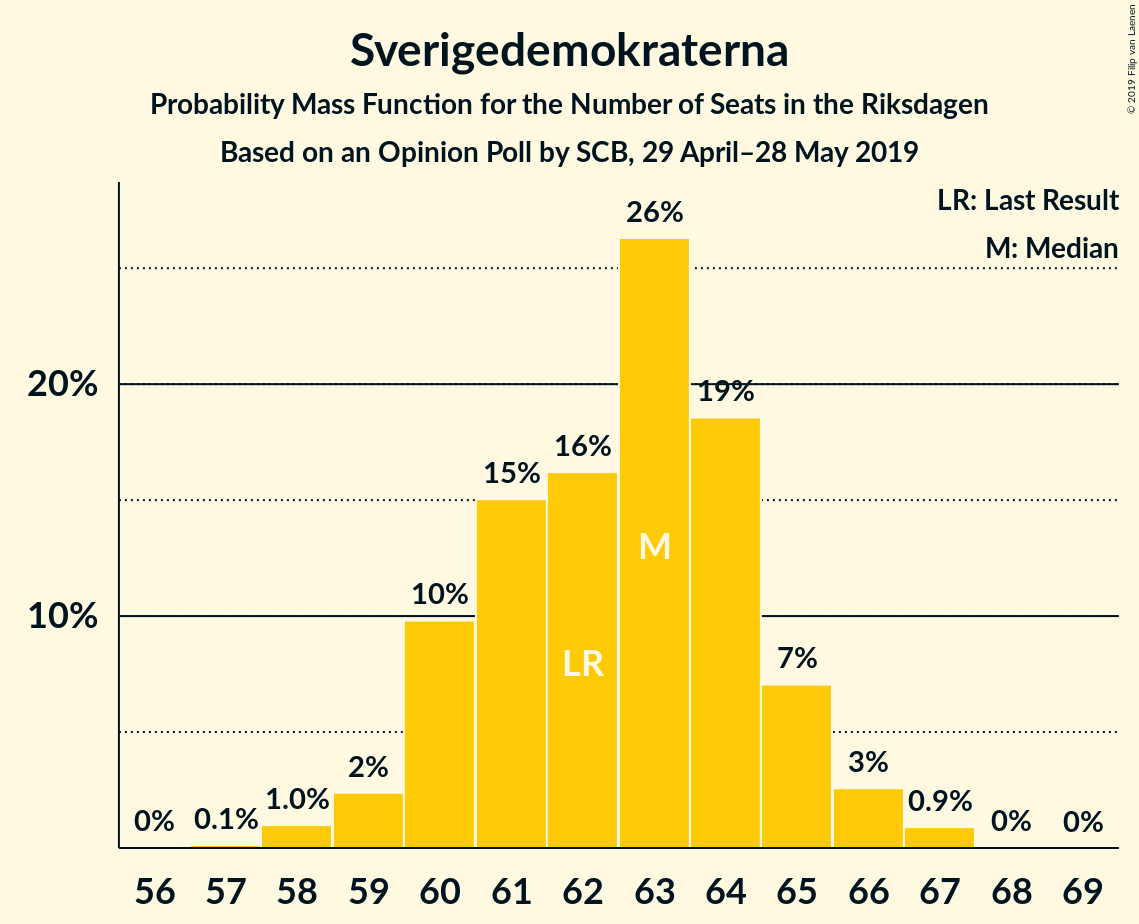 Sverigedemokraterna
Probability Mass Function for the Number of Seats in the Riksdagen
Based on an Opinion Poll by SCB, 29 April–28 May 2019
© 2019 Filip van Laenen
LR: Last Result
M: Median
20%
10%
0%
0.1%
1.0%
2%
10%
15%
16%
26%
19%
7%
3%
0.9%
0%
0%
LR
M
56 57 58 59 60 61 62 63 64 65 66 67 68 69